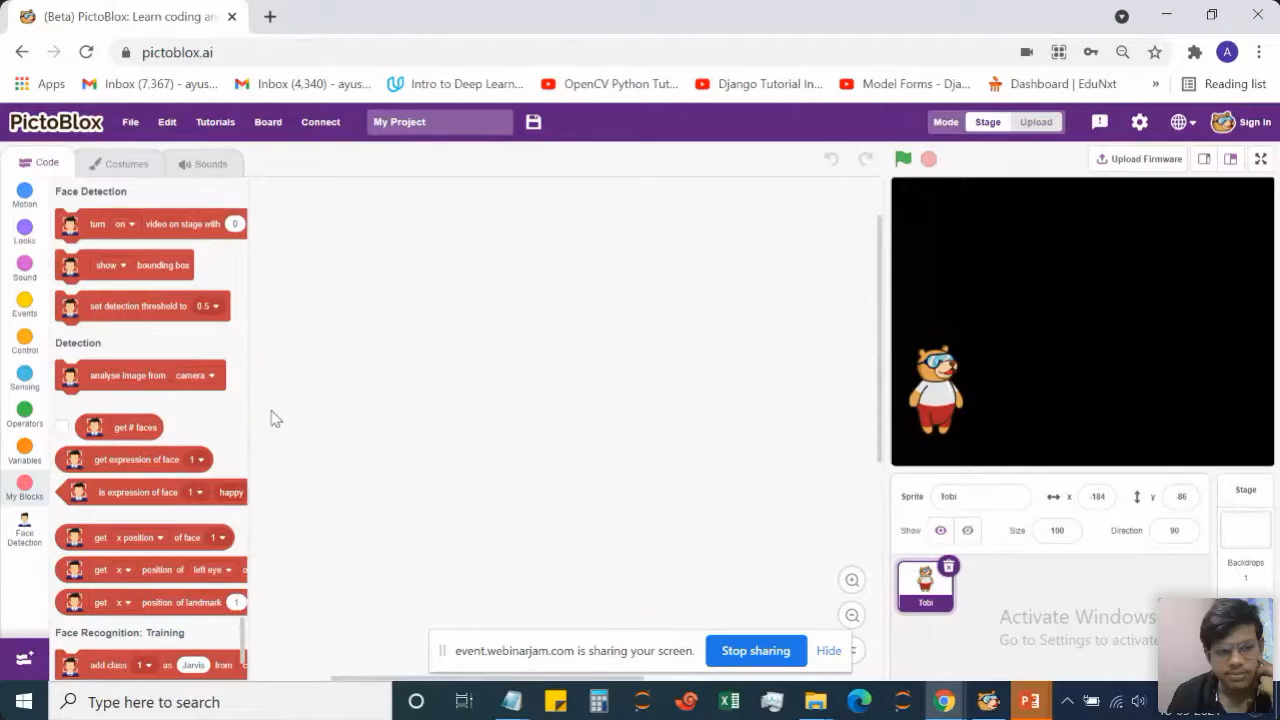 (Beta) PictoBlox: Learn coding an
pictoblox.ai
A
Apps
Inbox (7,367) - ayus...
Inbox (4,340) - ayus...
Intro to Deep Learn...
OpenCV Python Tut...
Django Tutorial In...
Model Forms - Dja...
Dashboard | EduNxt
»
Reading list
PictoBlox
File
Edit
Tutorials
Board
Connect
My Project
Mode
Stage
Upload
Sign In
Code
Costumes
Sounds
Upload Firmware
Motion
Looks
Sound
Events
Control
Sensing
Operators
Variables
My Blocks
Face
Detection
Face Detection
turn on video on stage with 0
show bounding box
set detection threshold to 0.5
Detection
analyse image from camera
get # faces
get expression of face 1
is expression of face 1 happy
get x position of face 1
get x position of left eye
get x position of landmark 1
Face Recognition: Training
add class 1 as Jarvis from
Sprite Tobi x -184 y 86
Show Size 100 Direction 90
Tobi
Stage
Backdrops
1
Activate Windows
Go to Settings to activate
event.webinarjam.com is sharing your screen.
Stop sharing
Hide
Type here to search